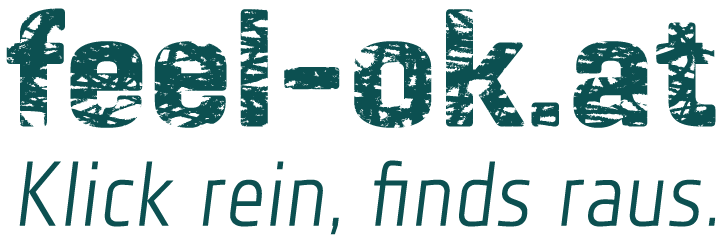 feel-ok.at
Klick rein, finds raus.